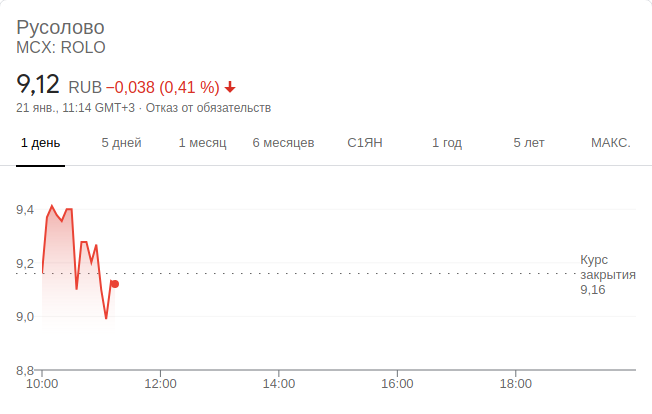 Русолово
MCX: ROLO
9,12 RUB −0,038 (0,41 %)
21 янв., 11:14 GMT+3 · Отказ от обязательств
1 день 5 дней 1 месяц 6 месяцев С1ЯН 1 год 5 лет МАКС.
9,4
9,2
9,0
8,8
Курс
закрытия
9,16
10:00 12:00 14:00 16:00 18:00